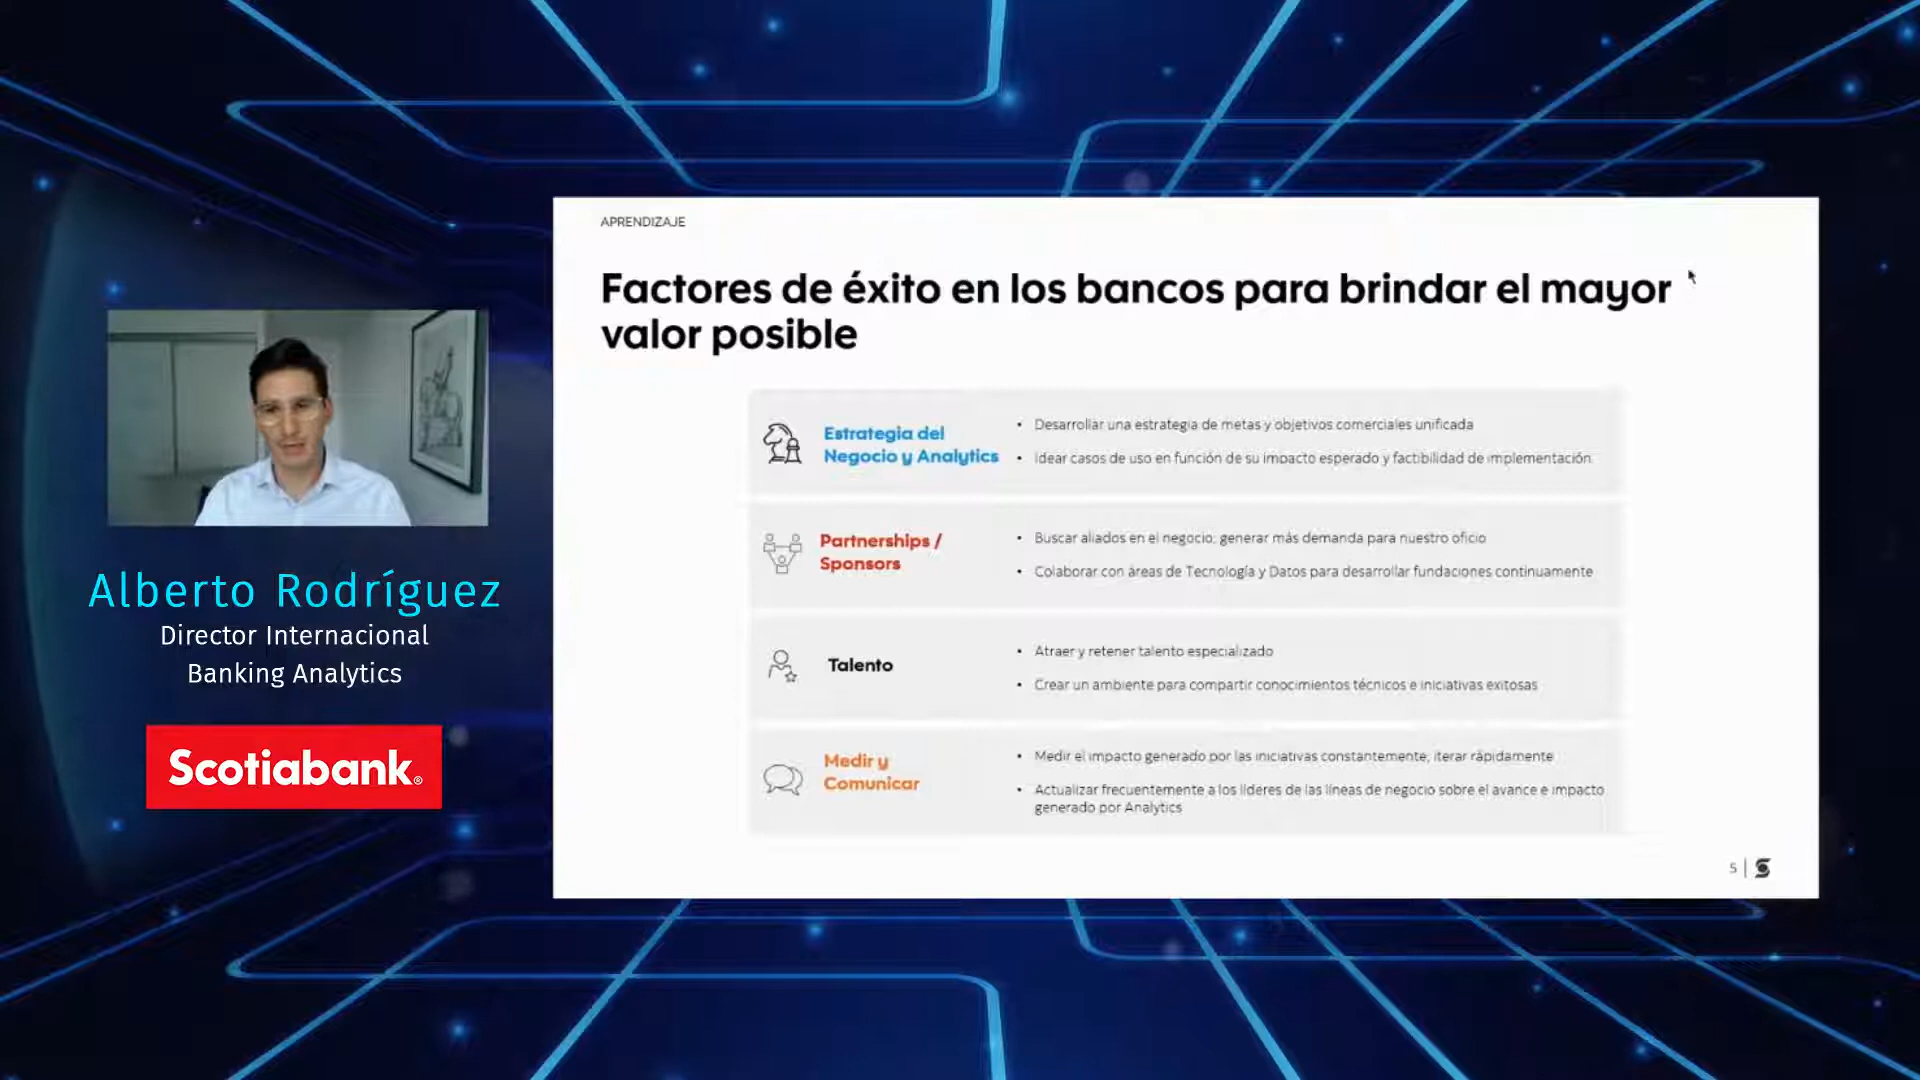 Alberto Rodríguez
Director Internacional
Banking Analytics
Scotiabank®
APRENDIZAJE
Factores de éxito en los bancos para brindar el mayor
valor posible
Estrategia del
Negocio y Analytics
• Desarrollar una estrategia de metas y objetivos comerciales unificada
• Idear casos de uso en función de su impacto esperado y factibilidad de implementación
Partnerships /
Sponsors
• Buscar aliados en el negocio; generar más demanda para nuestro oficio
• Colaborar con áreas de Tecnología y Datos para desarrollar fundaciones continuamente
Talento
• Atraer y retener talento especializado
• Crear un ambiente para compartir conocimientos técnicos e iniciativas exitosas
Medir y
Comunicar
• Medir el impacto generado por las iniciativas constantemente; iterar rápidamente
• Actualizar frecuentemente a los líderes de las líneas de negocio sobre el avance e impacto
generado por Analytics
5 |